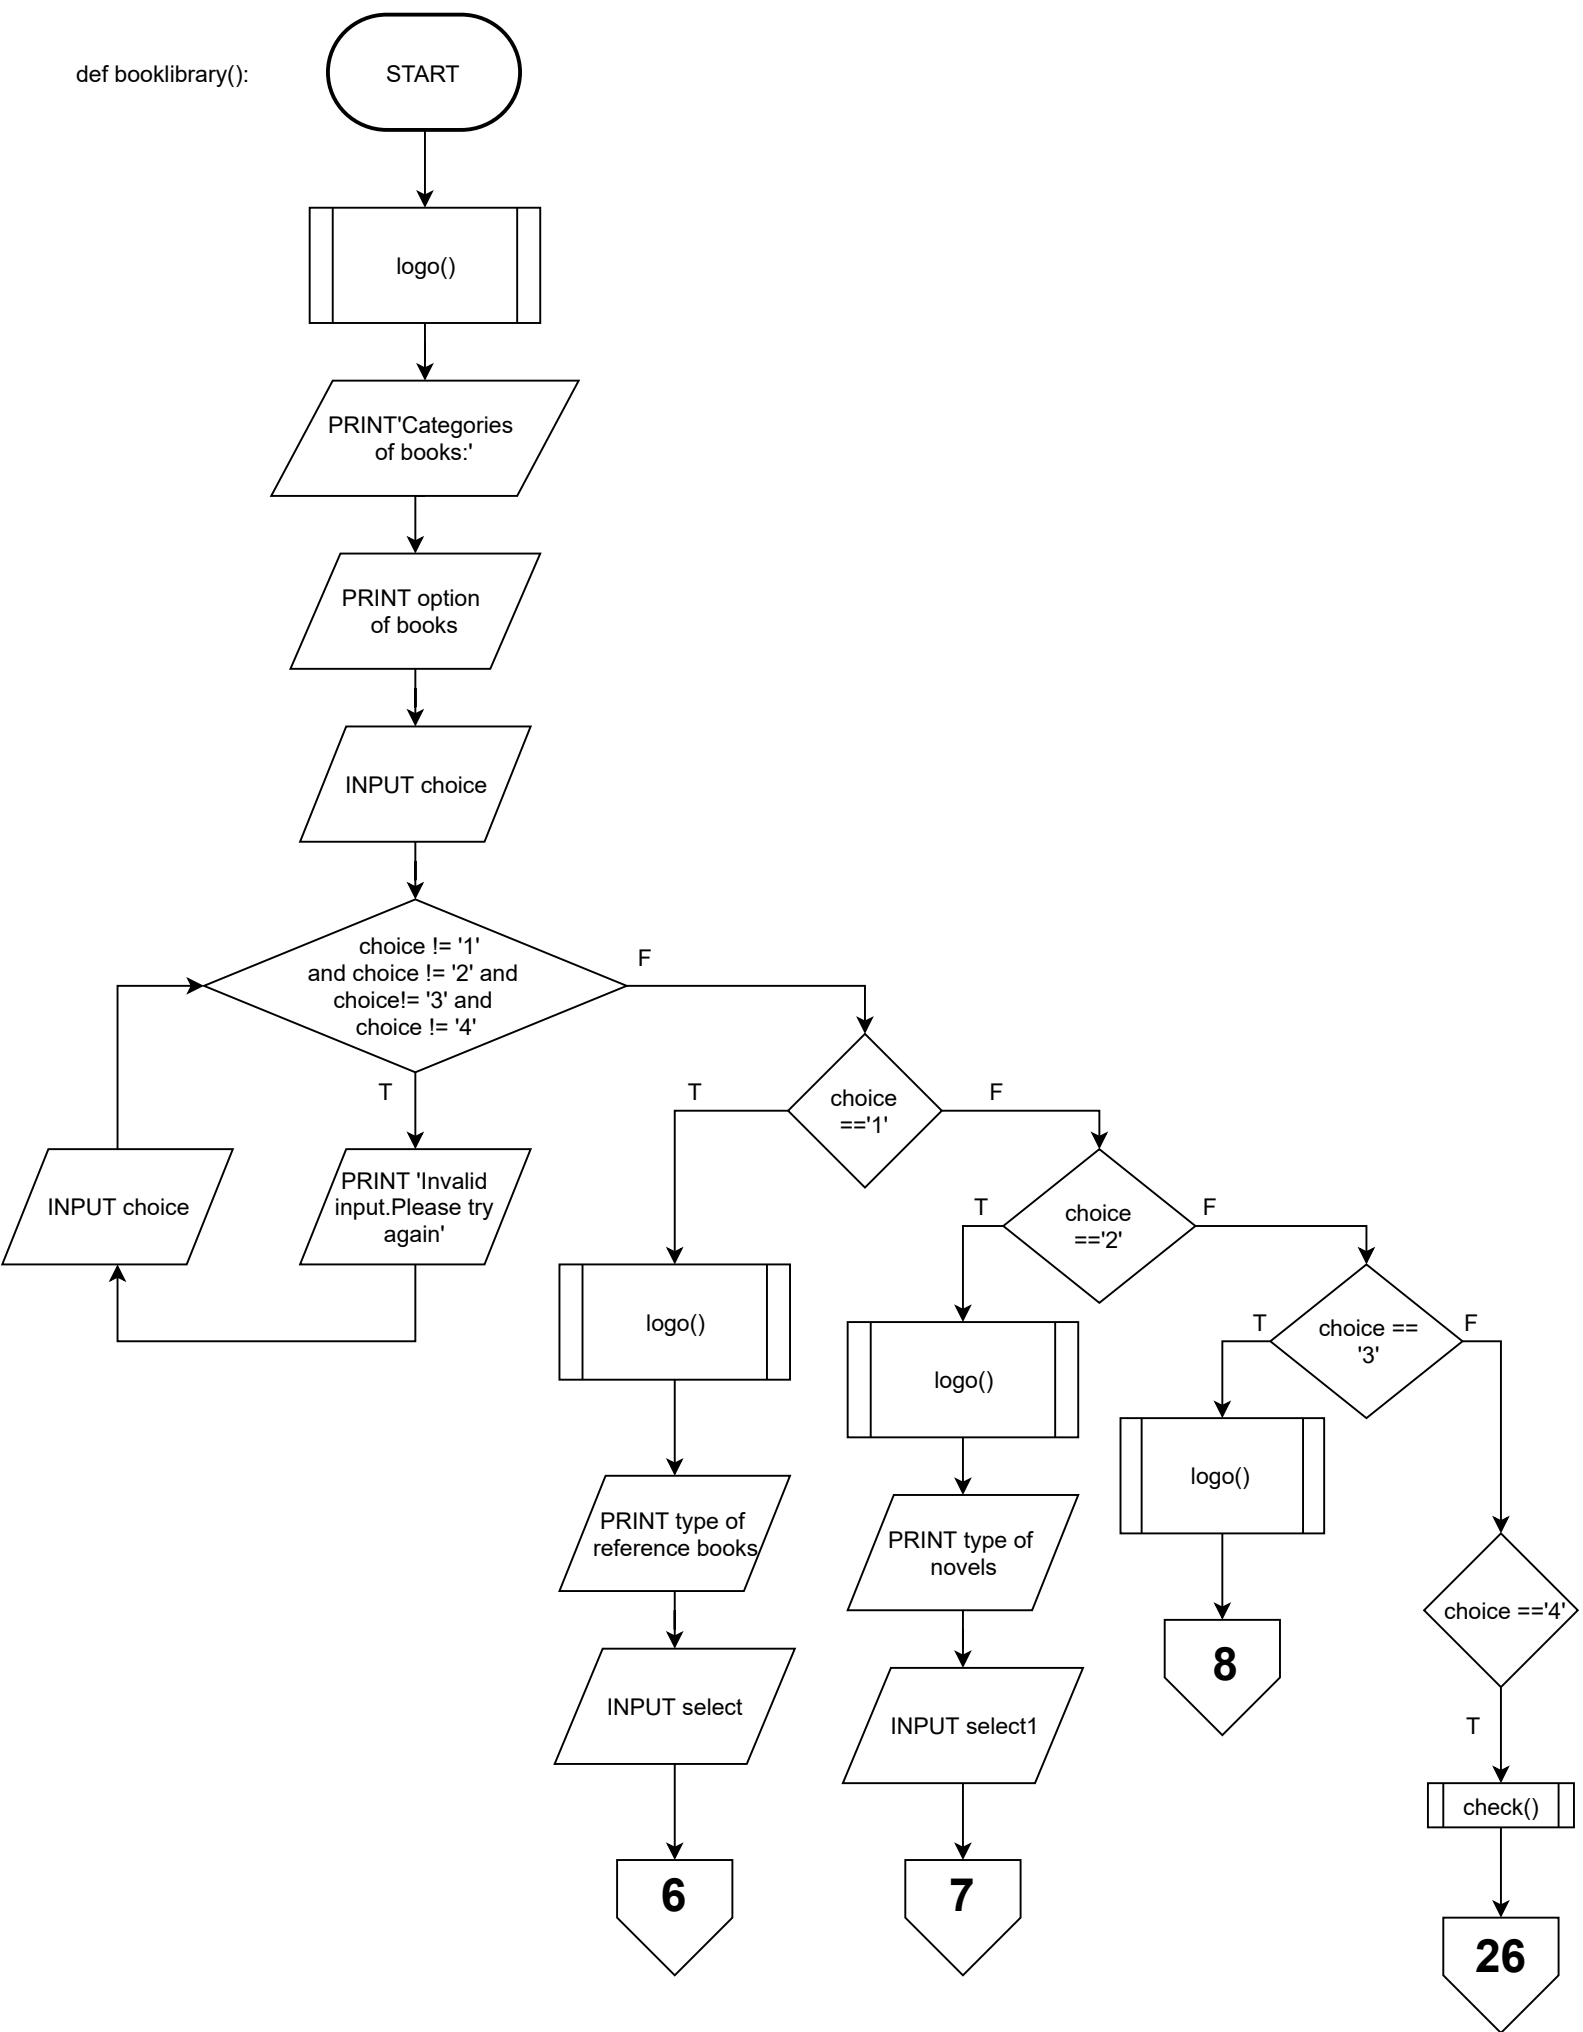 def booklibrary():
START
logo()
PRINT'Categories
of books:'
PRINT option
of books
INPUT choice
choice != '1'
and choice != '2' and
choice!= '3' and
choice != '4'
F
T
INPUT choice
PRINT 'Invalid
input.Please try
again'
choice
=='1'
T
F
choice
=='2'
T
F
choice ==
'3'
T
F
logo()
PRINT type of
reference books
INPUT select
6
logo()
PRINT type of
novels
INPUT select1
7
logo()
8
choice =='4'
T
check()
26